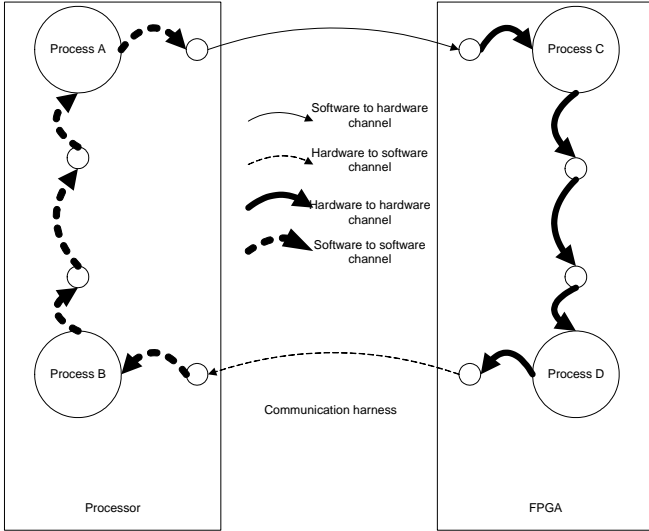 Process A
Process C
Software to hardware
channel
Hardware to software
channel
Hardware to hardware
channel
Software to software
channel
Process B
Process D
Communication harness
Processor
FPGA